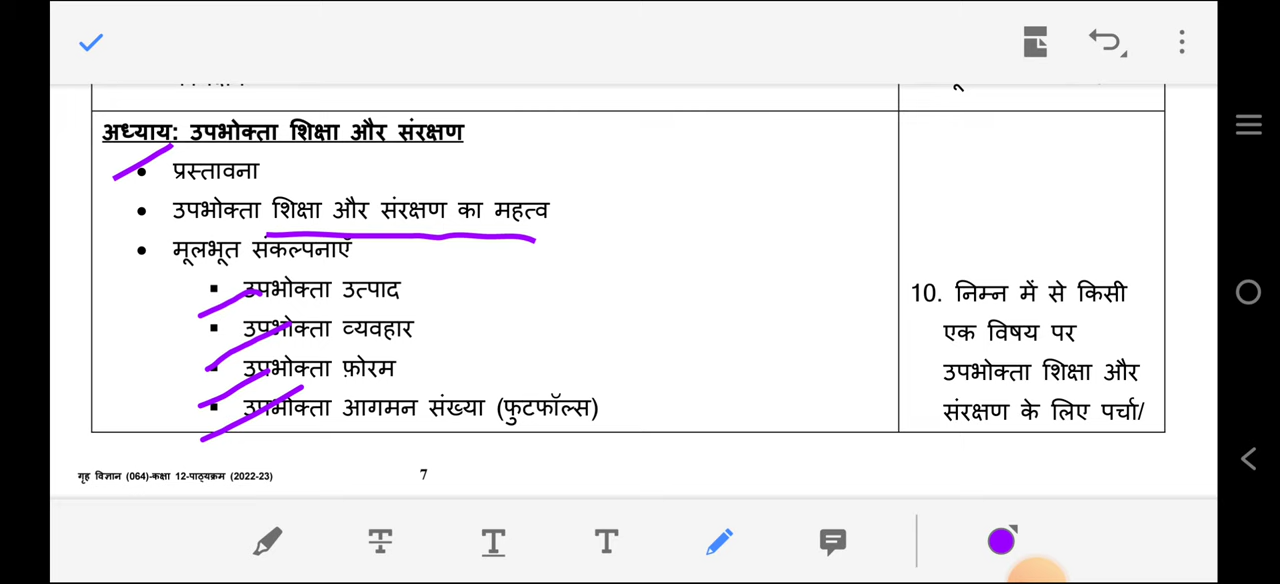 अध्याय: उपभोक्ता शिक्षा और संरक्षण
• प्रस्तावना
• उपभोक्ता शिक्षा और संरक्षण का महत्व
• मूलभूत संकल्पनाएँ
▪ उपभोक्ता उत्पाद
▪ उपभोक्ता व्यवहार
▪ उपभोक्ता फ़ोरम
▪ उपभोक्ता आगमन संख्या (फुटफॉल्स)
10. निम्न में से किसी
एक विषय पर
उपभोक्ता शिक्षा और
संरक्षण के लिए पर्चा/
गृह विज्ञान (064)-कक्षा 12-पाठ्यक्रम (2022-23)
7
T
T
T